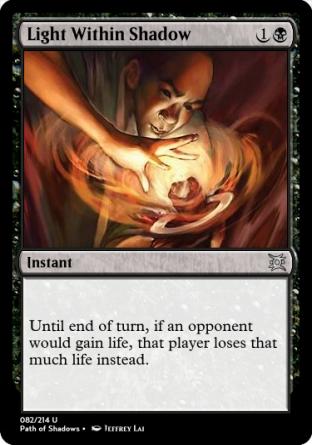 Light Within Shadow 1
Instant
Until end of turn, if an opponent
would gain life, that player loses that
much life instead.
082/214 U
Path of Shadows • Jeffrey Lai